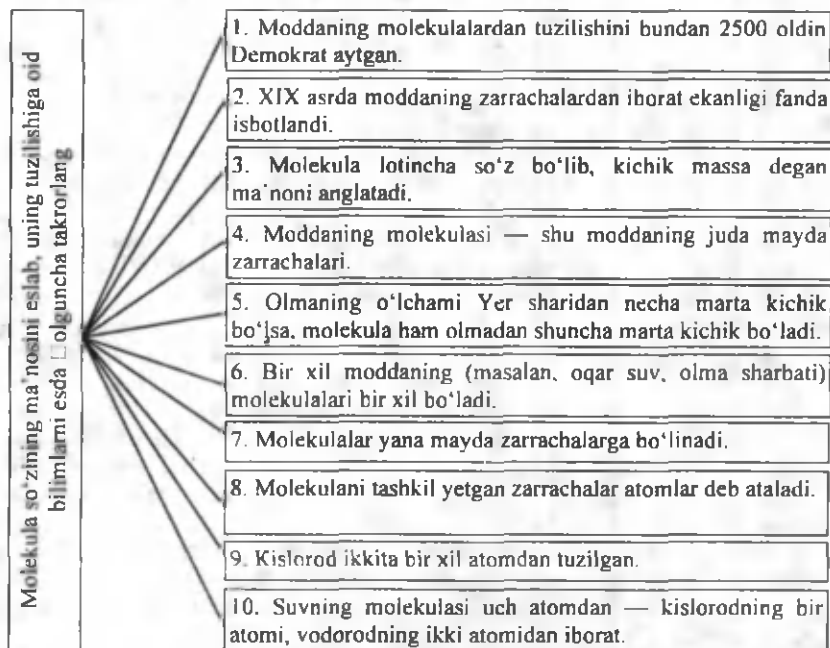 Molekula so‘zining ma’nosini eslab, uning tuzilishiga oid
bilimlarni esda □olguncha takrorlang
1. Moddaning molekulalardan tuzilishini bundan 2500 oldin
Demokrat aytgan.
2. XIX asrda moddaning zarrachalardan iborat ekanligi fanda
isbotlandi.
3. Molekula lotincha so‘z bo‘lib, kichik massa degan
ma’noni anglatadi.
4. Moddaning molekulasi — shu moddaning juda mayda
zarrachalari.
5. Olmaning o‘lchami Yer sharidan necha marta kichik
bo‘lsa, molekula ham olmadan shuncha marta kichik bo‘ladi.
6. Bir xil moddaning (masalan, oqar suv, olma sharbati)
molekulalari bir xil bo‘ladi.
7. Molekulalar yana mayda zarrachalarga bo‘linadi.
8. Molekulani tashkil yetgan zarrachalar atomlar deb ataladi.
9. Kislorod ikkita bir xil atomdan tuzilgan.
10. Suvning molekulasi uch atomdan — kislorodning bir
atomi, vodorodning ikki atomidan iborat.